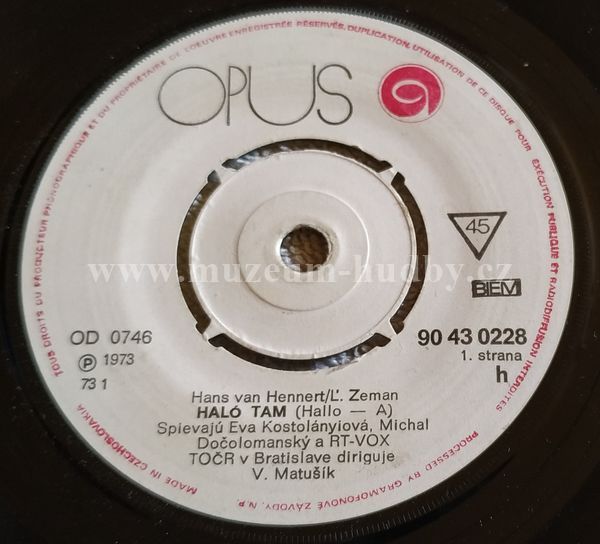 TOUS DROITS DU PRODUCTEUR PHONOGRAPHIQUE ET DU PROPRIÉTAIRE DE L'OEUVRE ENREGISTRÉE RÉSERVÉS. DUPLICATION, UTILISATION DE CE DISQUE POUR EXÉCUTION PUBLIQUE ET RADIODIFFUSION INTERDITES
OPUS
45
www.muzeum-hudby.cz
BIEM
OD 0746
90 43 0228
Ⓟ 1973
1. strana
73 1
h
Hans van Hennert/Ľ. Zeman
HALÓ TAM (Hallo — A)
Spievajú Eva Kostolányiová, Michal
Dočolomanský a RT-VOX
TOČR v Bratislave diriguje
V. Matušík
MADE IN CZECHOSLOVAKIA
PROCESSED BY GRAMOFONOVÉ ZÁVODY, N.P.